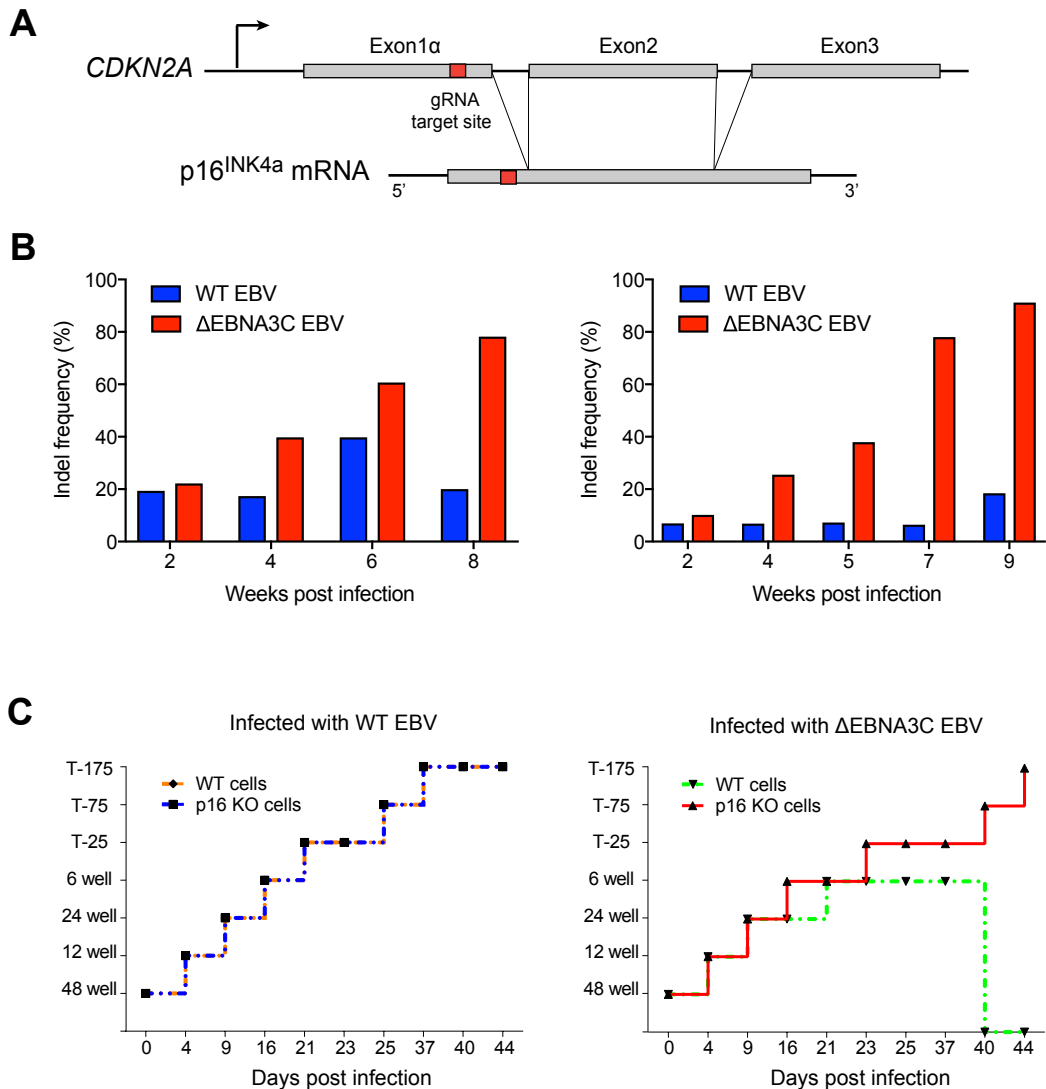 A
CDKN2A
Exon1α
Exon2
Exon3
gRNA
target site
p16INK4a mRNA
5’
3’
B
100
80
60
40
20
0
Indel frequency (%)
WT EBV
ΔEBNA3C EBV
2 4 6 8
Weeks post infection
100
80
60
40
20
0
Indel frequency (%)
WT EBV
ΔEBNA3C EBV
2 4 5 7 9
Weeks post infection
C
Infected with WT EBV
T-175
T-75
T-25
6 well
24 well
12 well
48 well
WT cells
p16 KO cells
0 4 9 16 21 23 25 37 40 44
Days post infection
Infected with ΔEBNA3C EBV
T-175
T-75
T-25
6 well
24 well
12 well
48 well
WT cells
p16 KO cells
0 4 9 16 21 23 25 37 40 44
Days post infection